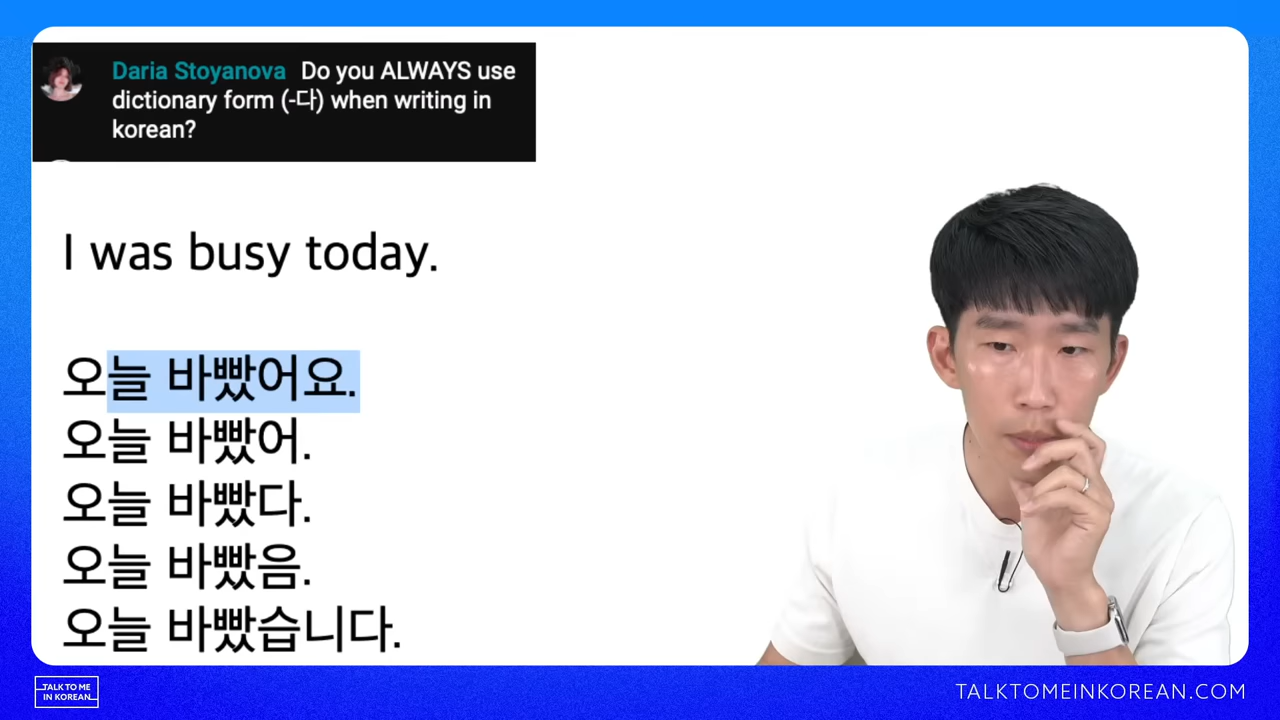 Daria Stoyanova Do you ALWAYS use
dictionary form (-다) when writing in
korean?
I was busy today.
오늘 바빴어요.
오늘 바빴어.
오늘 바빴다.
오늘 바빴음.
오늘 바빴습니다.
TALK TO ME
IN KOREAN
TALKTOMEINKOREAN.COM